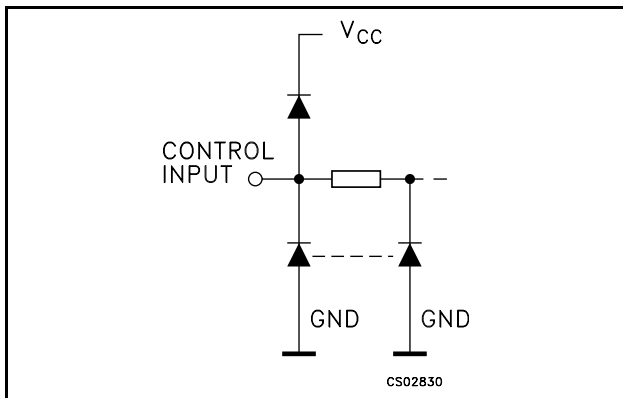 VCC
CONTROL
INPUT
GND GND
CS02830